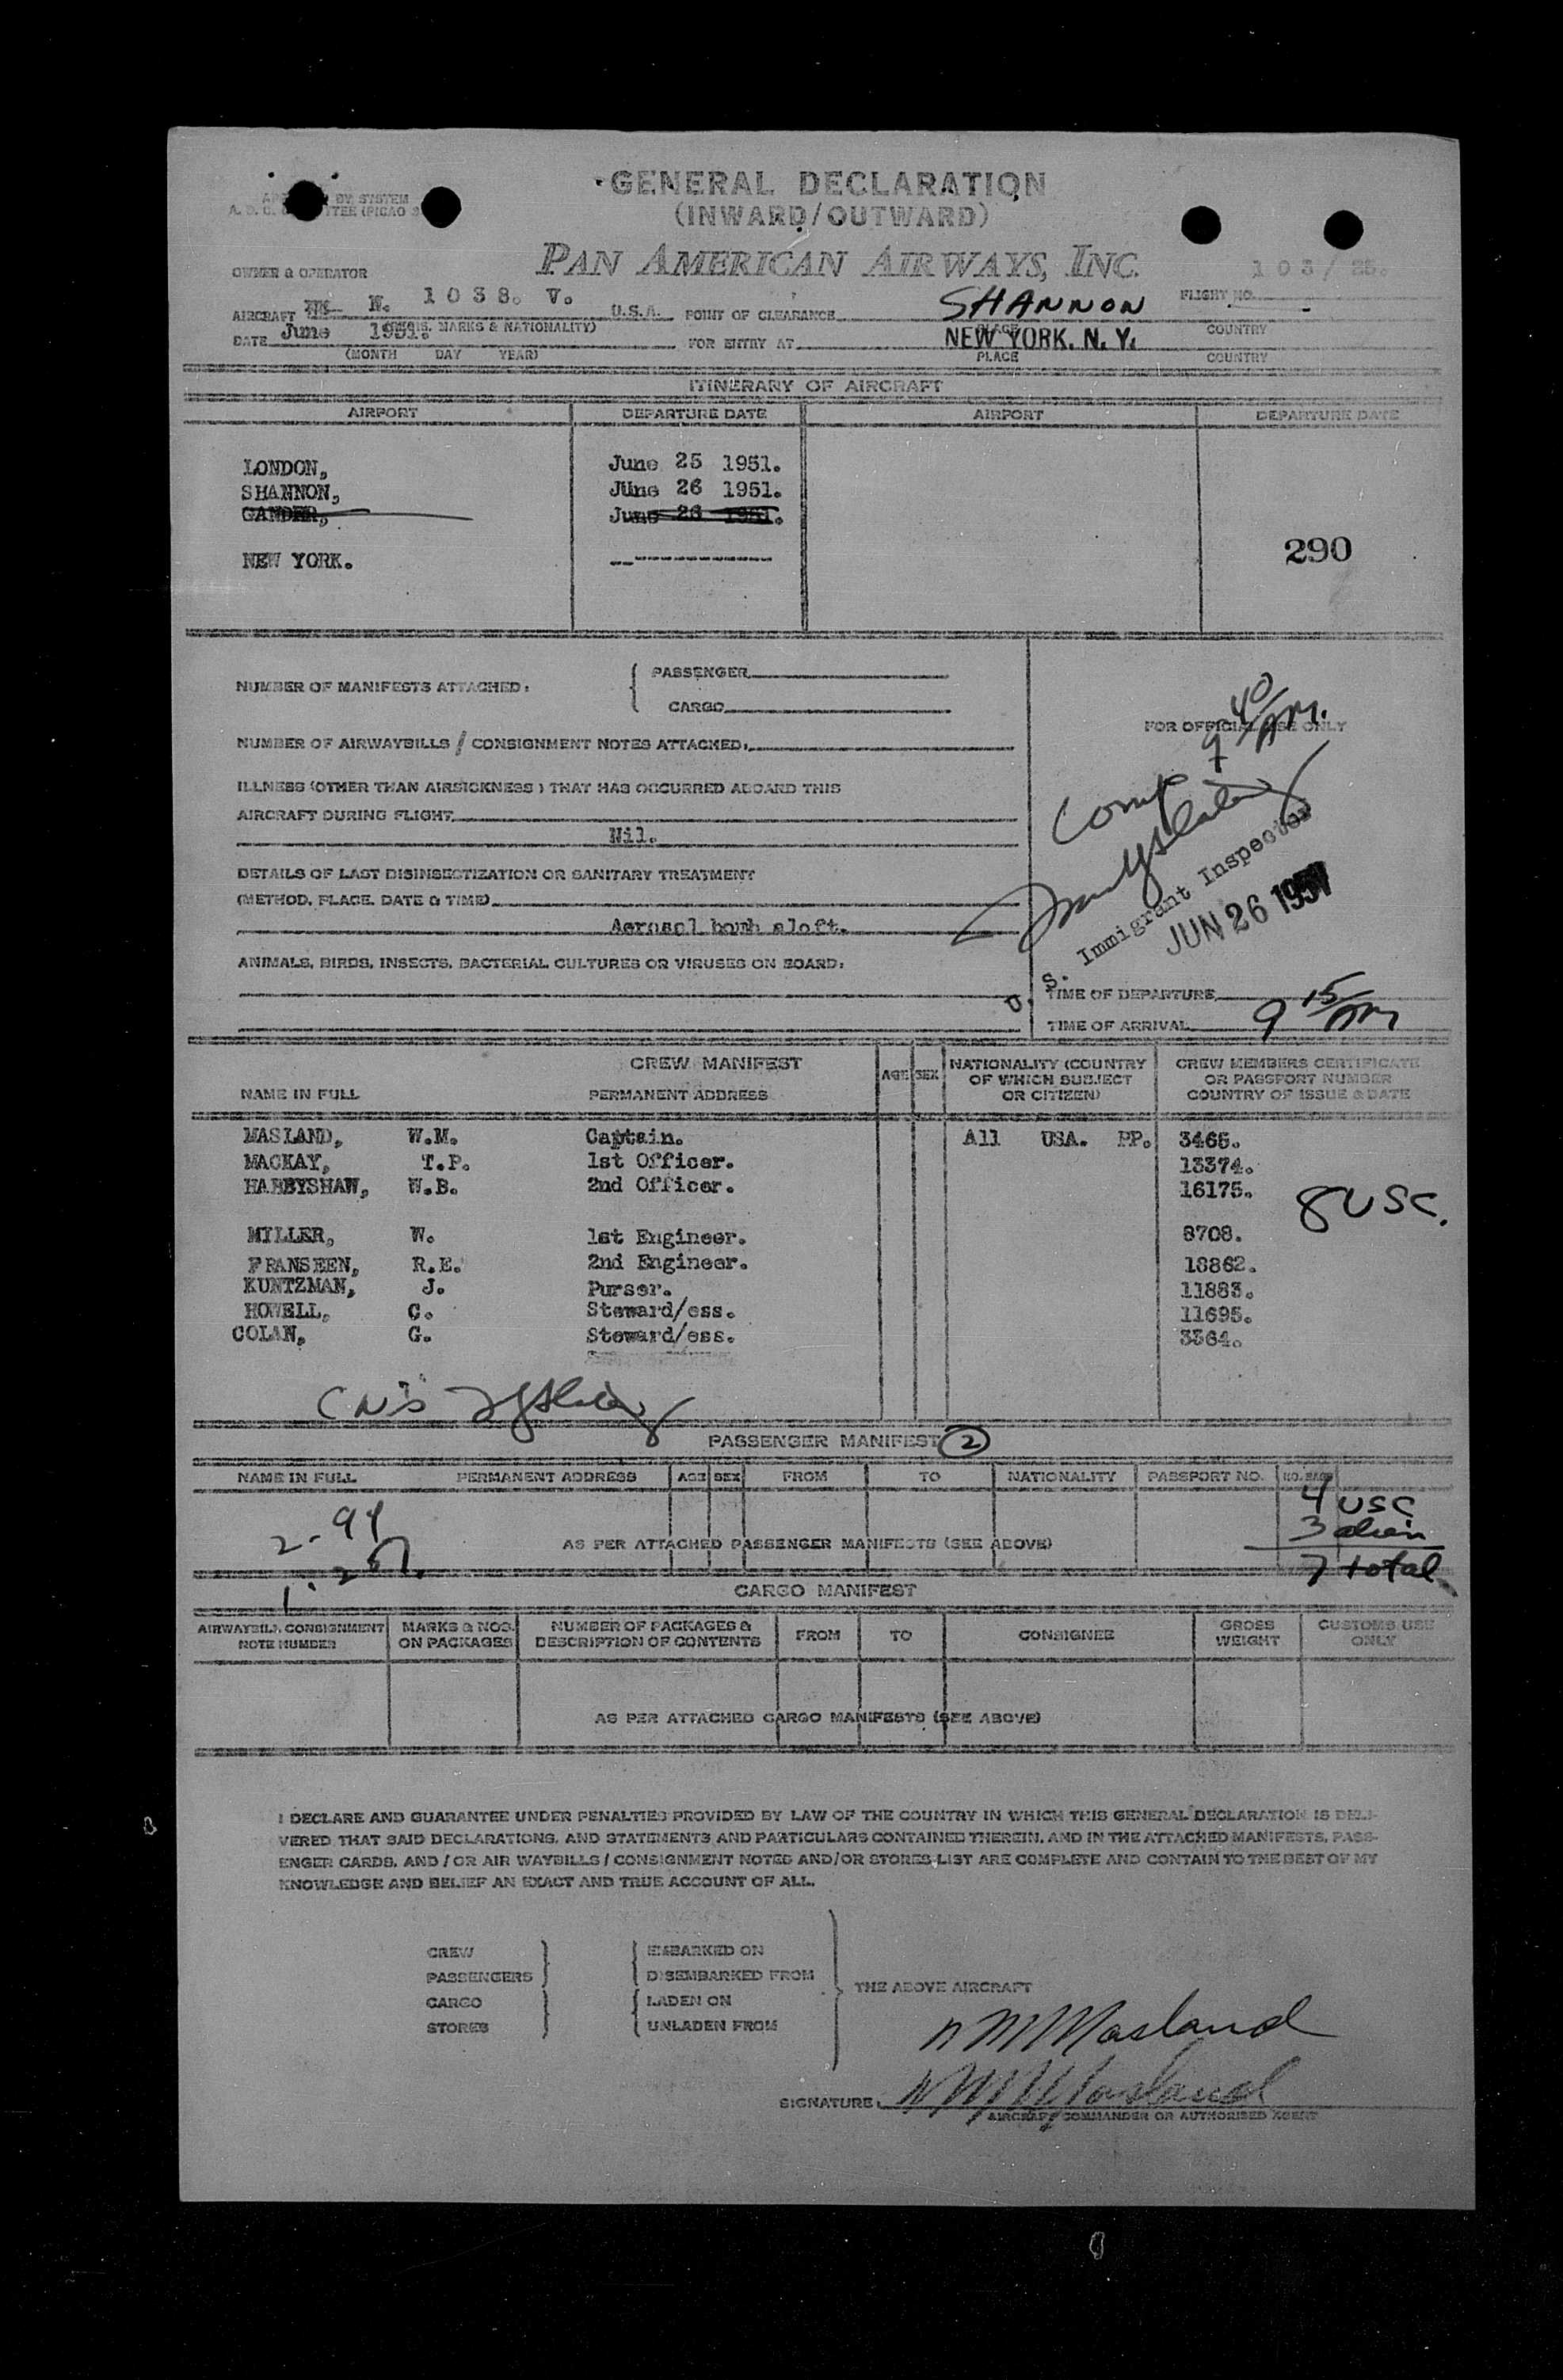 GENERAL DECLARATION
(INWARD/OUTWARD)
BY SYSTEM
PAN AMERICAN AIRWAYS, INC.
OWNER & OPERATOR
103/25.
FLIGHT NO.
AIRCRAFT N. 1038. V. U.S.A. POINT OF CLEARANCE SHANNON
MARKS & NATIONALITY) PLACE COUNTRY
DATE June 1951. FOR ENTRY AT NEW YORK. N. Y.
(MONTH DAY YEAR) PLACE COUNTRY
ITINERARY OF AIRCRAFT
AIRPORT DEPARTURE DATE AIRPORT DEPARTURE DATE
LONDON, June 25 1951.
SHANNON, June 26 1951.
GANDER, June 26 1951.
NEW YORK. -------------
290
NUMBER OF MANIFESTS ATTACHED: PASSENGER
CARGO
FOR OFFICIAL USE ONLY
NUMBER OF AIRWAYBILLS / CONSIGNMENT NOTES ATTACHED:
ILLNESS (OTHER THAN AIRSICKNESS) THAT HAS OCCURRED ABOARD THIS
AIRCRAFT DURING FLIGHT
Nil.
DETAILS OF LAST DISINSECTIZATION OR SANITARY TREATMENT
(METHOD, PLACE, DATE & TIME)
Aerosol bomb aloft.
ANIMALS, BIRDS, INSECTS, BACTERIAL CULTURES OR VIRUSES ON BOARD:
Comp 9 40 AM.
U. S. Immigrant Inspector
JUN 26 1951
TIME OF DEPARTURE
TIME OF ARRIVAL 9 15 AM
CREW MANIFEST
NAME IN FULL PERMANENT ADDRESS AGE SEX NATIONALITY (COUNTRY OF WHICH SUBJECT OR CITIZEN) CREW MEMBERS CERTIFICATE OR PASSPORT NUMBER COUNTRY OF ISSUE & DATE
MASLAND, W.M. Captain. All USA. PP. 3465.
MACKAY, T.P. 1st Officer. 13374.
HARBYSHAW, W.B. 2nd Officer. 16175.
8 USC.
MILLER, W. 1st Engineer. 8708.
FRANSEEN, R.E. 2nd Engineer. 18862.
KUNTZMAN, J. Purser. 11883.
HOWELL, C. Steward/ess. 11695.
COLAN, G. Steward/ess. 3364.
PASSENGER MANIFEST 2
NAME IN FULL PERMANENT ADDRESS AGE SEX FROM TO NATIONALITY PASSPORT NO. NO. BAGS
4 USC
3 alien
7 total
AS PER ATTACHED PASSENGER MANIFESTS (SEE ABOVE)
CARGO MANIFEST
AIRWAYBILL CONSIGNMENT NOTE NUMBER MARKS & NOS. ON PACKAGES NUMBER OF PACKAGES & DESCRIPTION OF CONTENTS FROM TO CONSIGNEE GROSS WEIGHT CUSTOMS USE ONLY
AS PER ATTACHED CARGO MANIFESTS (SEE ABOVE)
I DECLARE AND GUARANTEE UNDER PENALTIES PROVIDED BY LAW OF THE COUNTRY IN WHICH THIS GENERAL DECLARATION IS DELI-
VERED THAT SAID DECLARATIONS, AND STATEMENTS AND PARTICULARS CONTAINED THEREIN, AND IN THE ATTACHED MANIFESTS, PASS-
ENGER CARDS, AND / OR AIR WAYBILLS / CONSIGNMENT NOTES AND/OR STORES LIST ARE COMPLETE AND CONTAIN TO THE BEST OF MY
KNOWLEDGE AND BELIEF AN EXACT AND TRUE ACCOUNT OF ALL.
CREW EMBARKED ON
PASSENGERS DISEMBARKED FROM
THE ABOVE AIRCRAFT
CARGO LADEN ON
STORES UNLADEN FROM
W M Masland
SIGNATURE: W M Masland
AIRCRAFT COMMANDER OR AUTHORISED AGENT